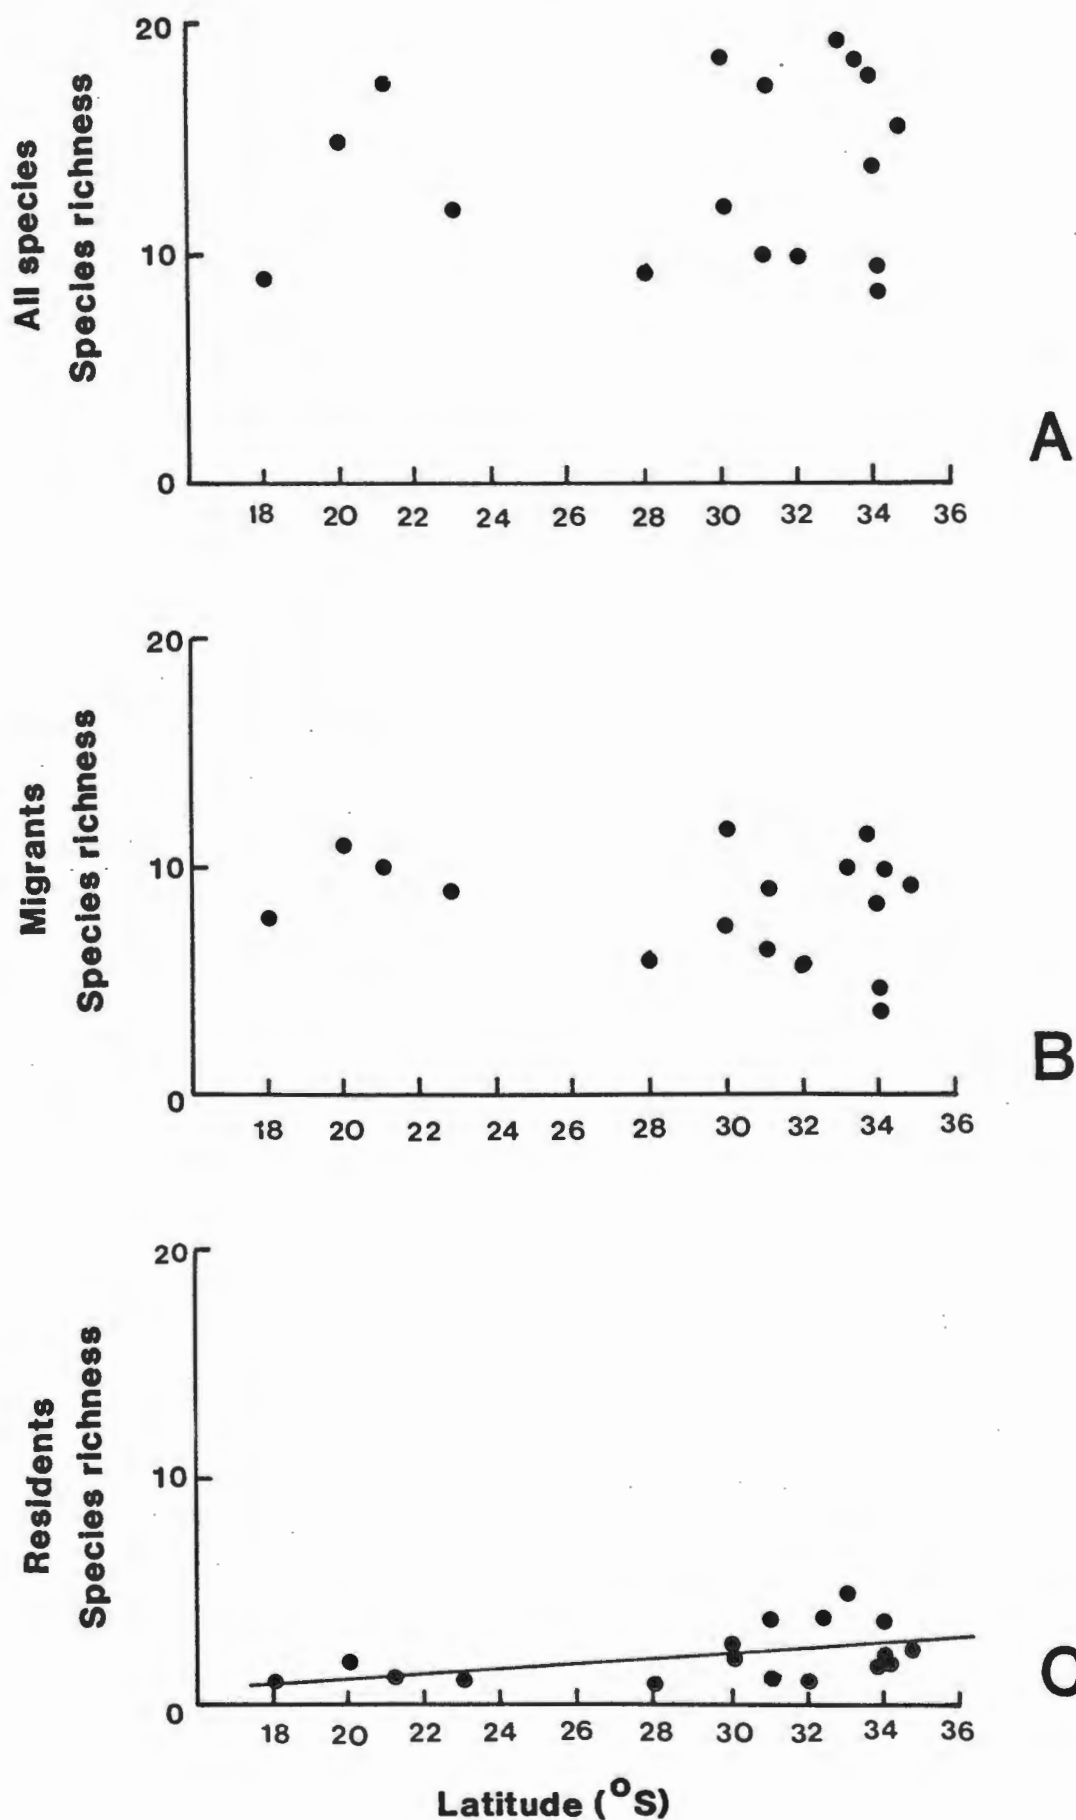 20
10
0
All species
Species richness
18 20 22 24 26 28 30 32 34 36
A
20
10
0
Migrants
Species richness
18 20 22 24 26 28 30 32 34 36
B
20
10
0
Residents
Species richness
18 20 22 24 26 28 30 32 34 36
C
Latitude (°S)